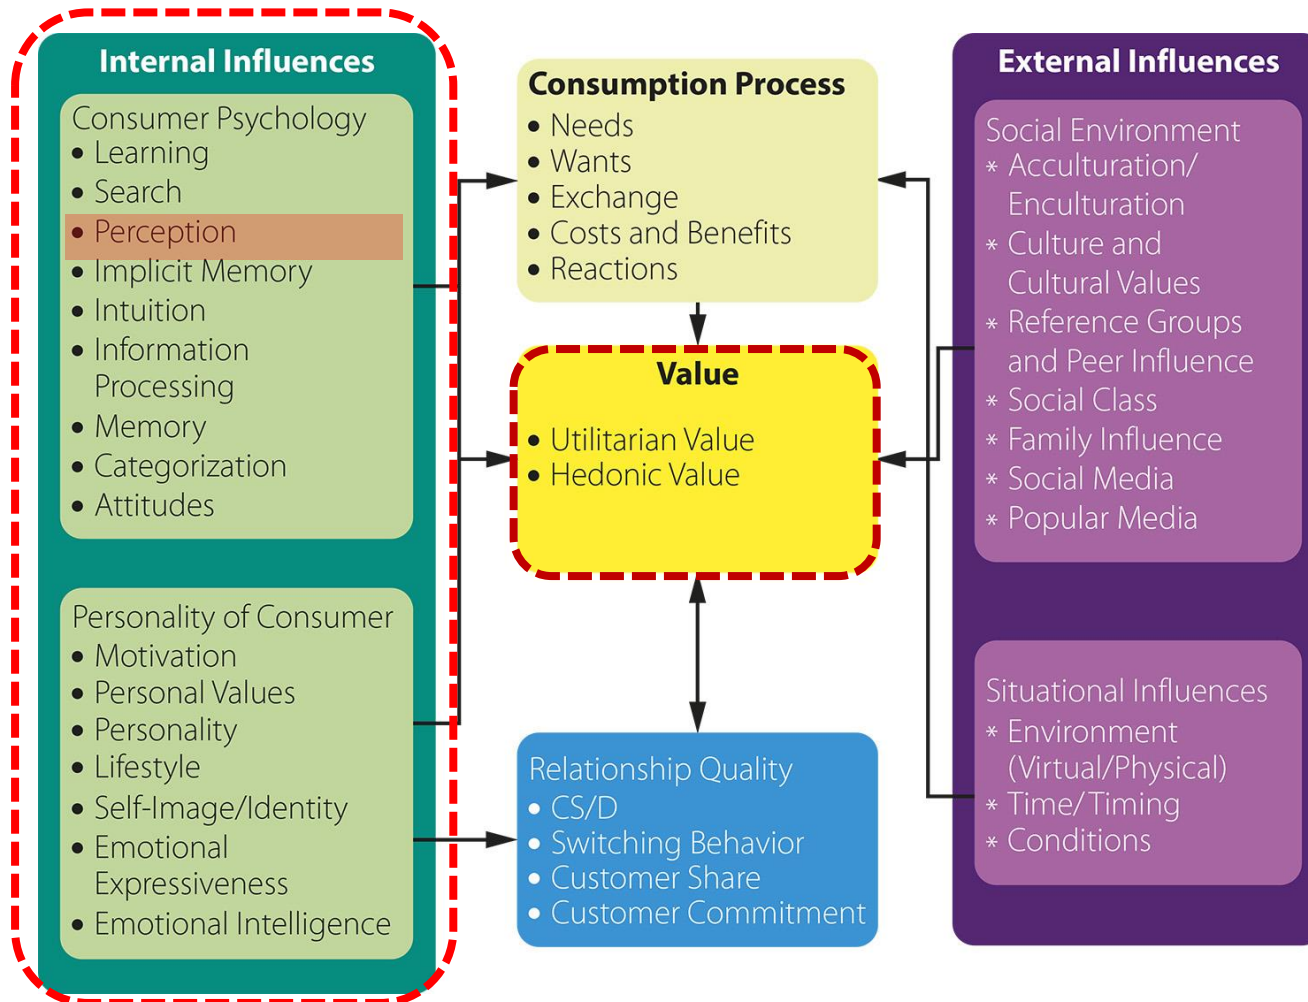 Internal Influences
Consumer Psychology
• Learning
• Search
• Perception
• Implicit Memory
• Intuition
• Information
Processing
• Memory
• Categorization
• Attitudes
Personality of Consumer
• Motivation
• Personal Values
• Personality
• Lifestyle
• Self-Image/Identity
• Emotional
Expressiveness
• Emotional Intelligence
Consumption Process
• Needs
• Wants
• Exchange
• Costs and Benefits
• Reactions
Value
• Utilitarian Value
• Hedonic Value
Relationship Quality
• CS/D
• Switching Behavior
• Customer Share
• Customer Commitment
External Influences
Social Environment
* Acculturation/
Enculturation
* Culture and
Cultural Values
* Reference Groups
and Peer Influence
* Social Class
* Family Influence
* Social Media
* Popular Media
Situational Influences
* Environment
(Virtual/Physical)
* Time/Timing
* Conditions